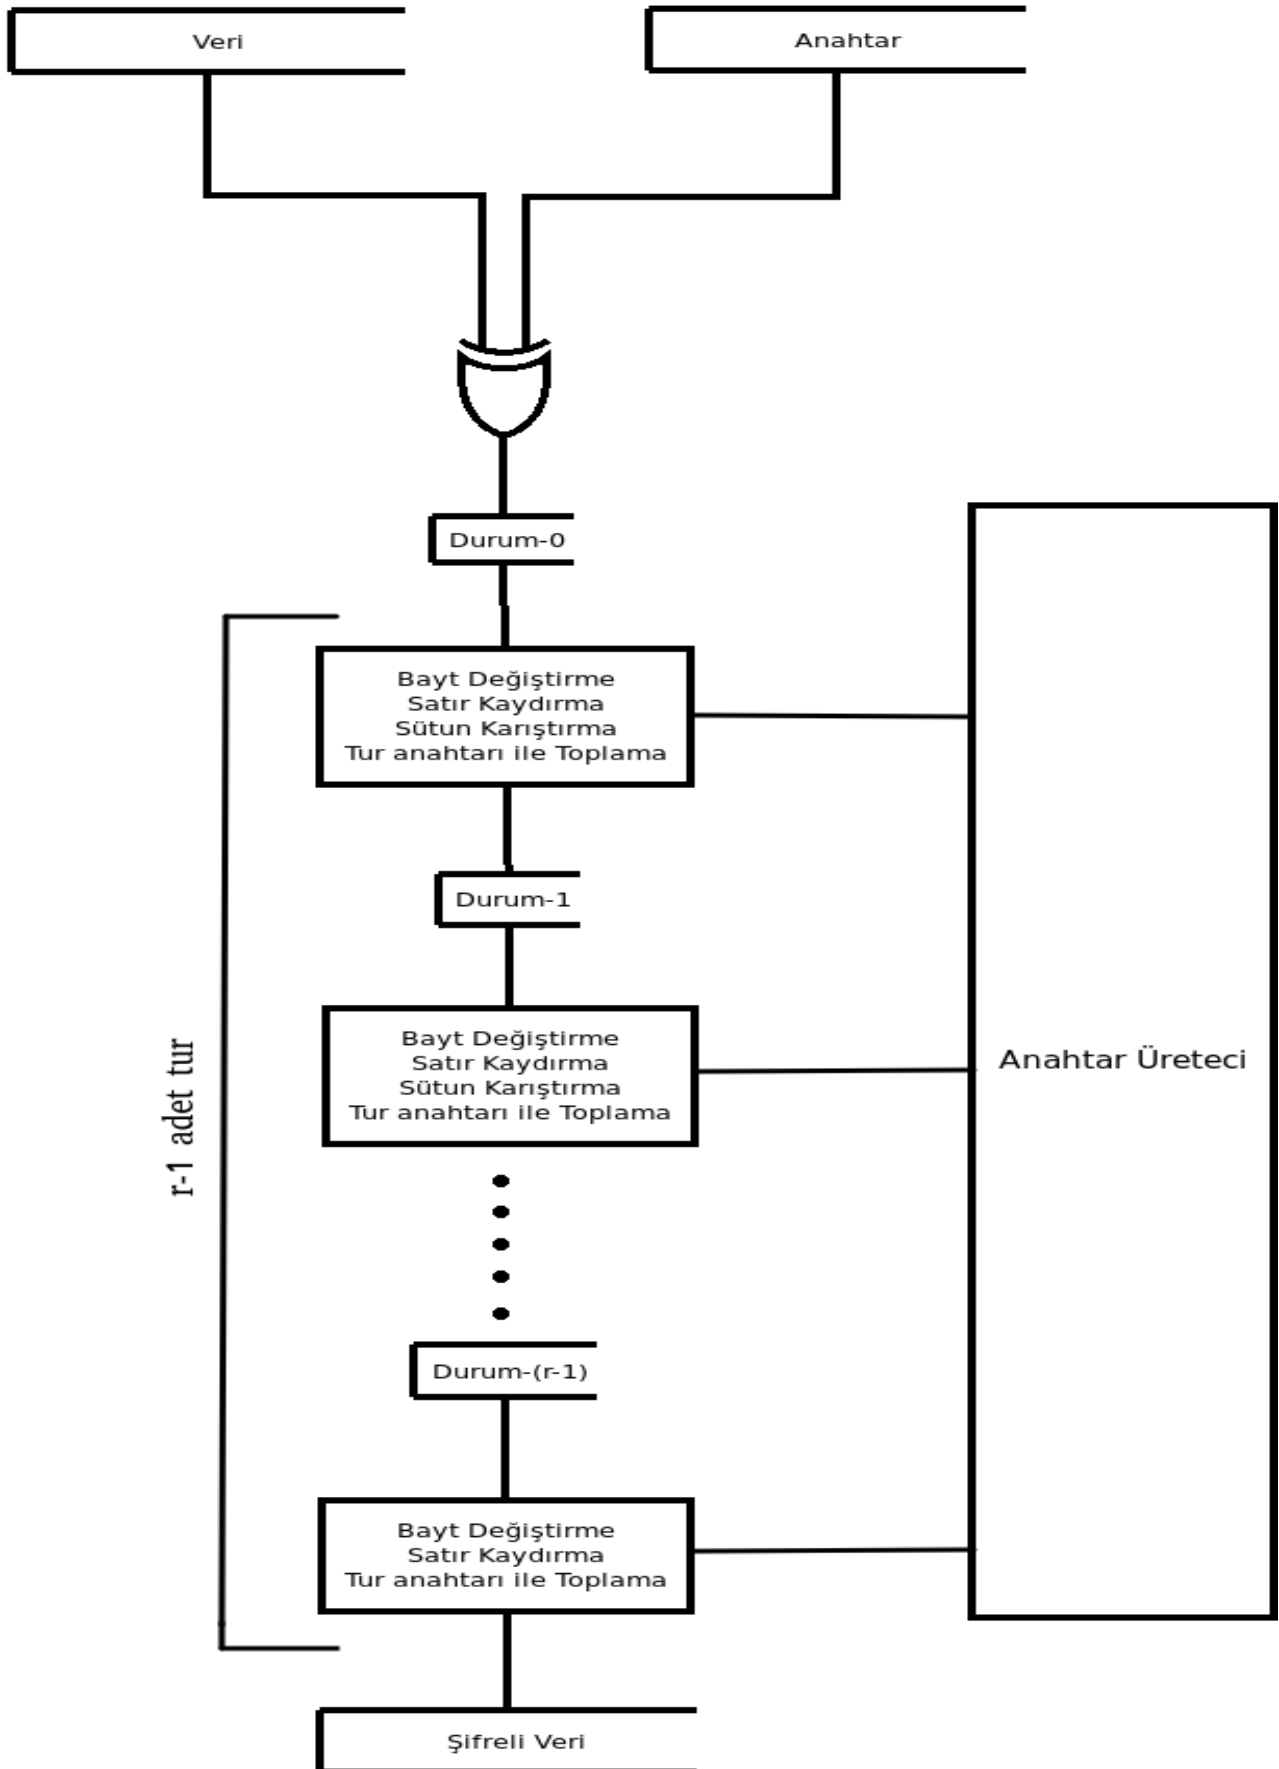 Veri
Anahtar
Durum-0
Bayt Değiştirme
Satır Kaydırma
Sütun Karıştırma
Tur anahtarı ile Toplama
Durum-1
Bayt Değiştirme
Satır Kaydırma
Sütun Karıştırma
Tur anahtarı ile Toplama
r-1 adet tur
Anahtar Üreteci
Durum-(r-1)
Bayt Değiştirme
Satır Kaydırma
Tur anahtarı ile Toplama
Şifreli Veri